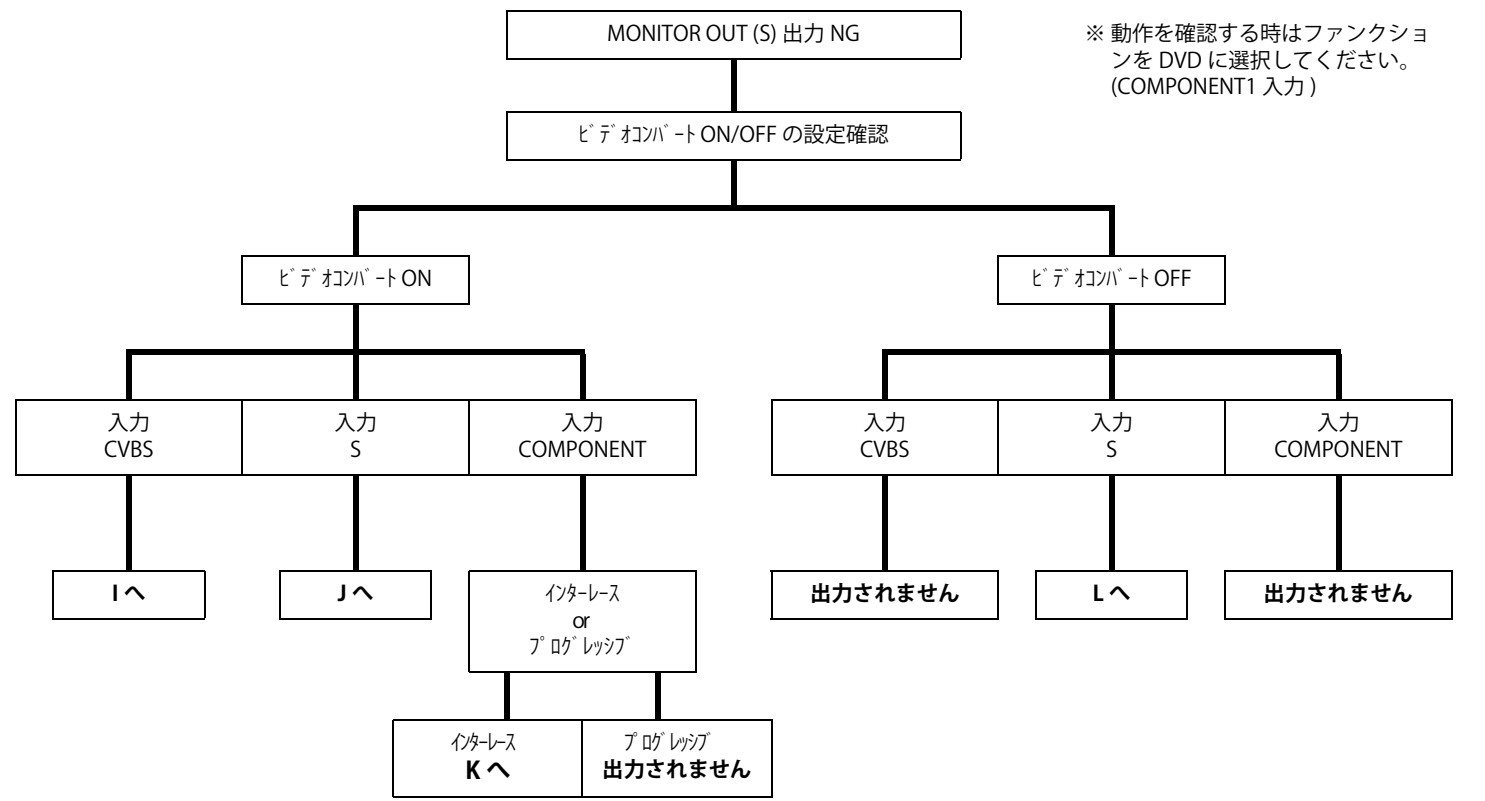 MONITOR OUT (S) 出力 NG
※ 動作を確認する時はファンクショ
ンを DVD に選択してください。
(COMPONENT1 入力 )
ﾋﾞﾃﾞｵｺﾝﾊﾞｰﾄ ON/OFF の設定確認
ﾋﾞﾃﾞｵｺﾝﾊﾞｰﾄ ON
ﾋﾞﾃﾞｵｺﾝﾊﾞｰﾄ OFF
入力
CVBS
入力
S
入力
COMPONENT
入力
CVBS
入力
S
入力
COMPONENT
I へ
J へ
ｲﾝﾀｰﾚｰｽ
or
ﾌﾟﾛｸﾞﾚｯｼﾌﾞ
出力されません
L へ
出力されません
ｲﾝﾀｰﾚｰｽ
K へ
ﾌﾟﾛｸﾞﾚｯｼﾌﾞ
出力されません